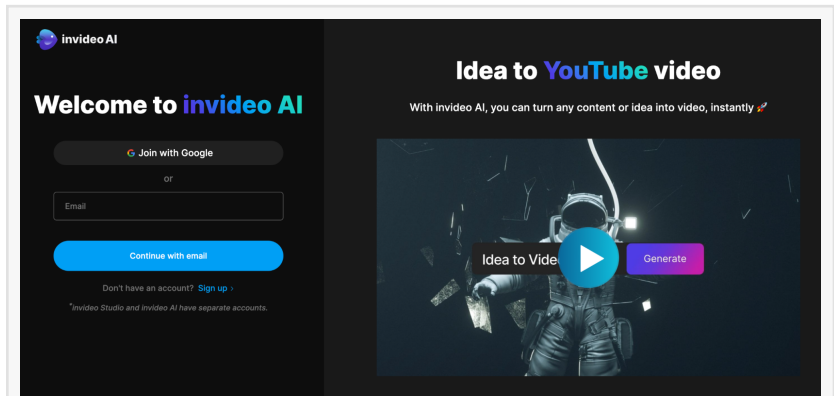 invideo AI
Welcome to invideo AI
Join with Google
or
Email
Continue with email
Don't have an account? Sign up ›
*invideo Studio and invideo AI have separate accounts.
Idea to YouTube video
With invideo AI, you can turn any content or idea into video, instantly 🚀
Idea to Vide
Generate